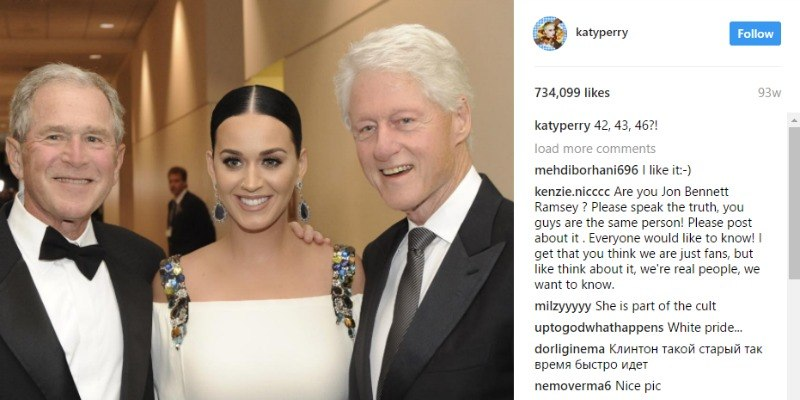 katyperry
Follow
734,099 likes
93w
katyperry 42, 43, 46?!
load more comments
mehdiborhani696 I like it:-)
kenzie.nicccc Are you Jon Bennett
Ramsey ? Please speak the truth, you
guys are the same person! Please post
about it . Everyone would like to know! I
get that you think we are just fans, but
like think about it, we're real people, we
want to know.
milzyyyyy She is part of the cult
uptogodwhathappens White pride...
dorliginema Клинтон такой старый так
время быстро идет
nemoverma6 Nice pic